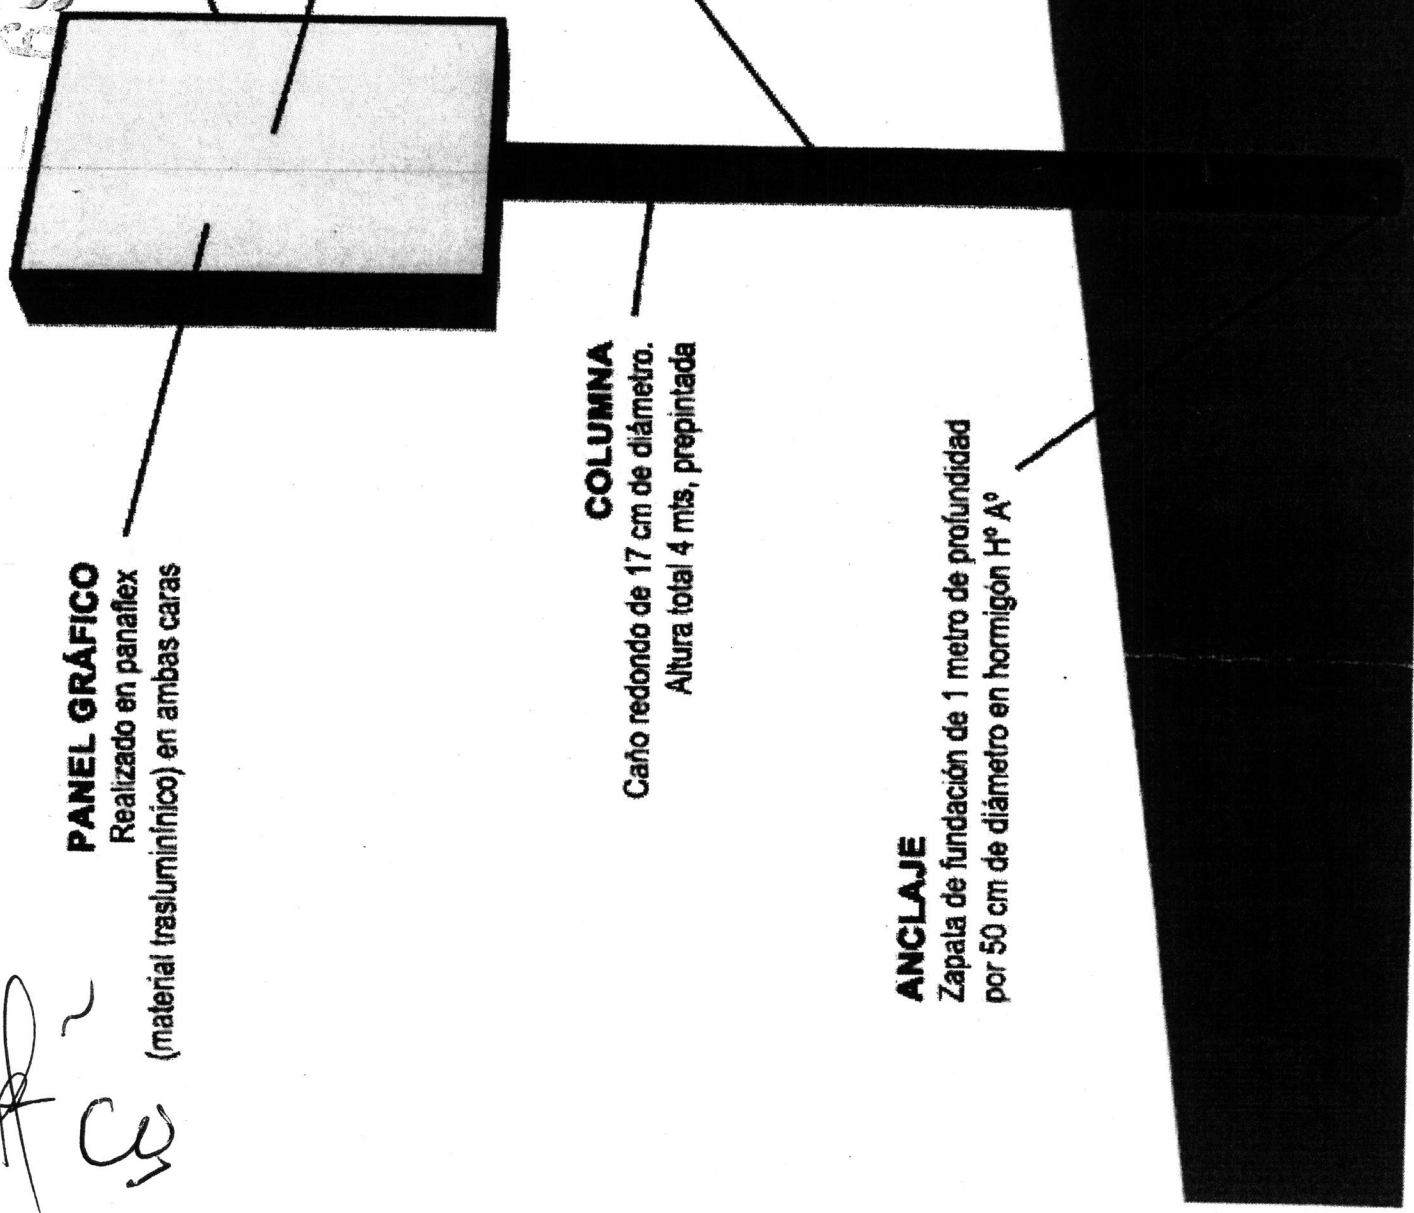 PANEL GRÁFICO
Realizado en panaflex
(material trasluminínico) en ambas caras
COLUMNA
Caño redondo de 17 cm de diámetro.
Altura total 4 mts, prepintada
ANCLAJE
Zapata de fundación de 1 metro de profundidad
por 50 cm de diámetro en hormigón Hº Aº